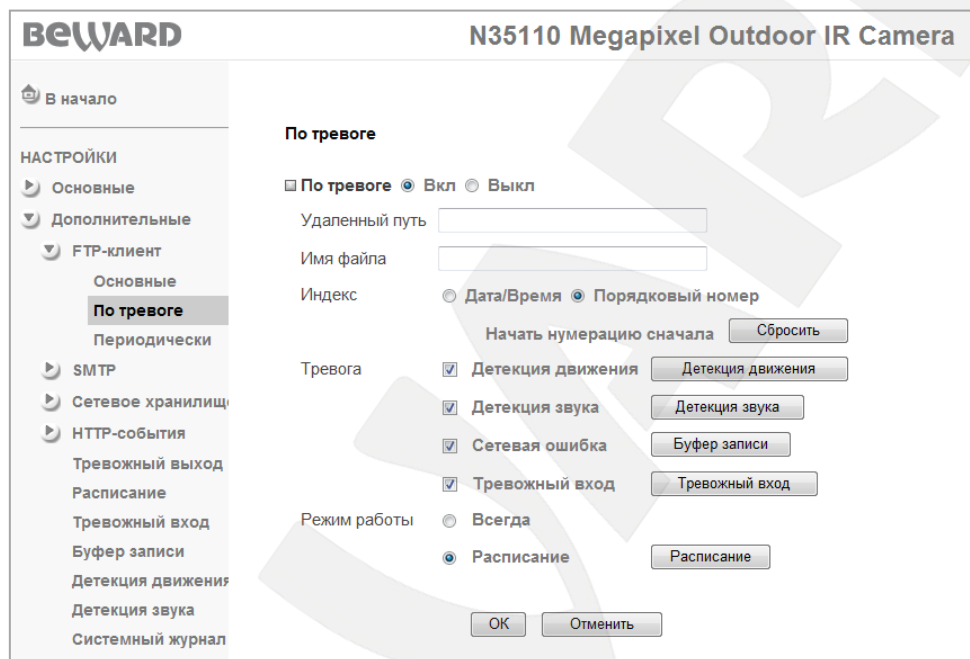 BEWARD
N35110 Megapixel Outdoor IR Camera
В начало
НАСТРОЙКИ
Основные
Дополнительные
FTP-клиент
Основные
По тревоге
Периодически
SMTP
Сетевое хранилищ
HTTP-события
Тревожный выход
Расписание
Тревожный вход
Буфер записи
Детекция движения
Детекция звука
Системный журнал
По тревоге
По тревоге Вкл Выкл
Удаленный путь
Имя файла
Индекс Дата/Время Порядковый номер
Начать нумерацию сначала Сбросить
Тревога Детекция движения Детекция движения
Детекция звука Детекция звука
Сетевая ошибка Буфер записи
Тревожный вход Тревожный вход
Режим работы Всегда
Расписание Расписание
OK Отменить